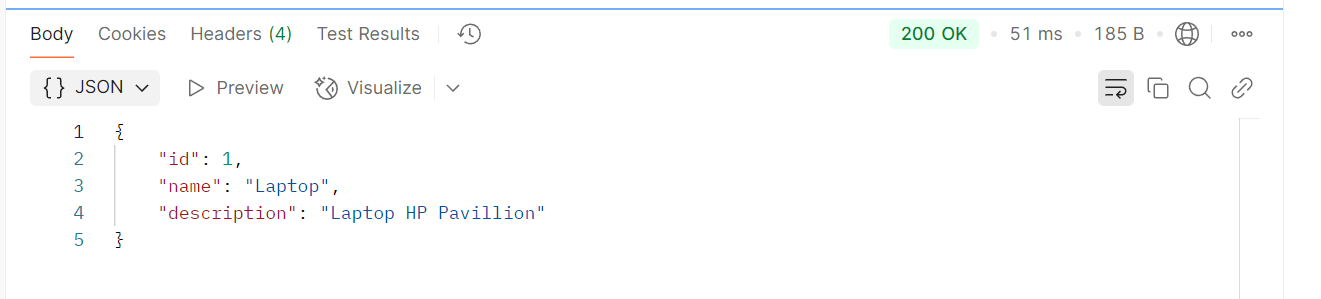 Body Cookies Headers (4) Test Results 200 OK 51 ms 185 B
{} JSON Preview Visualize
1 {
2 "id": 1,
3 "name": "Laptop",
4 "description": "Laptop HP Pavillion"
5 }